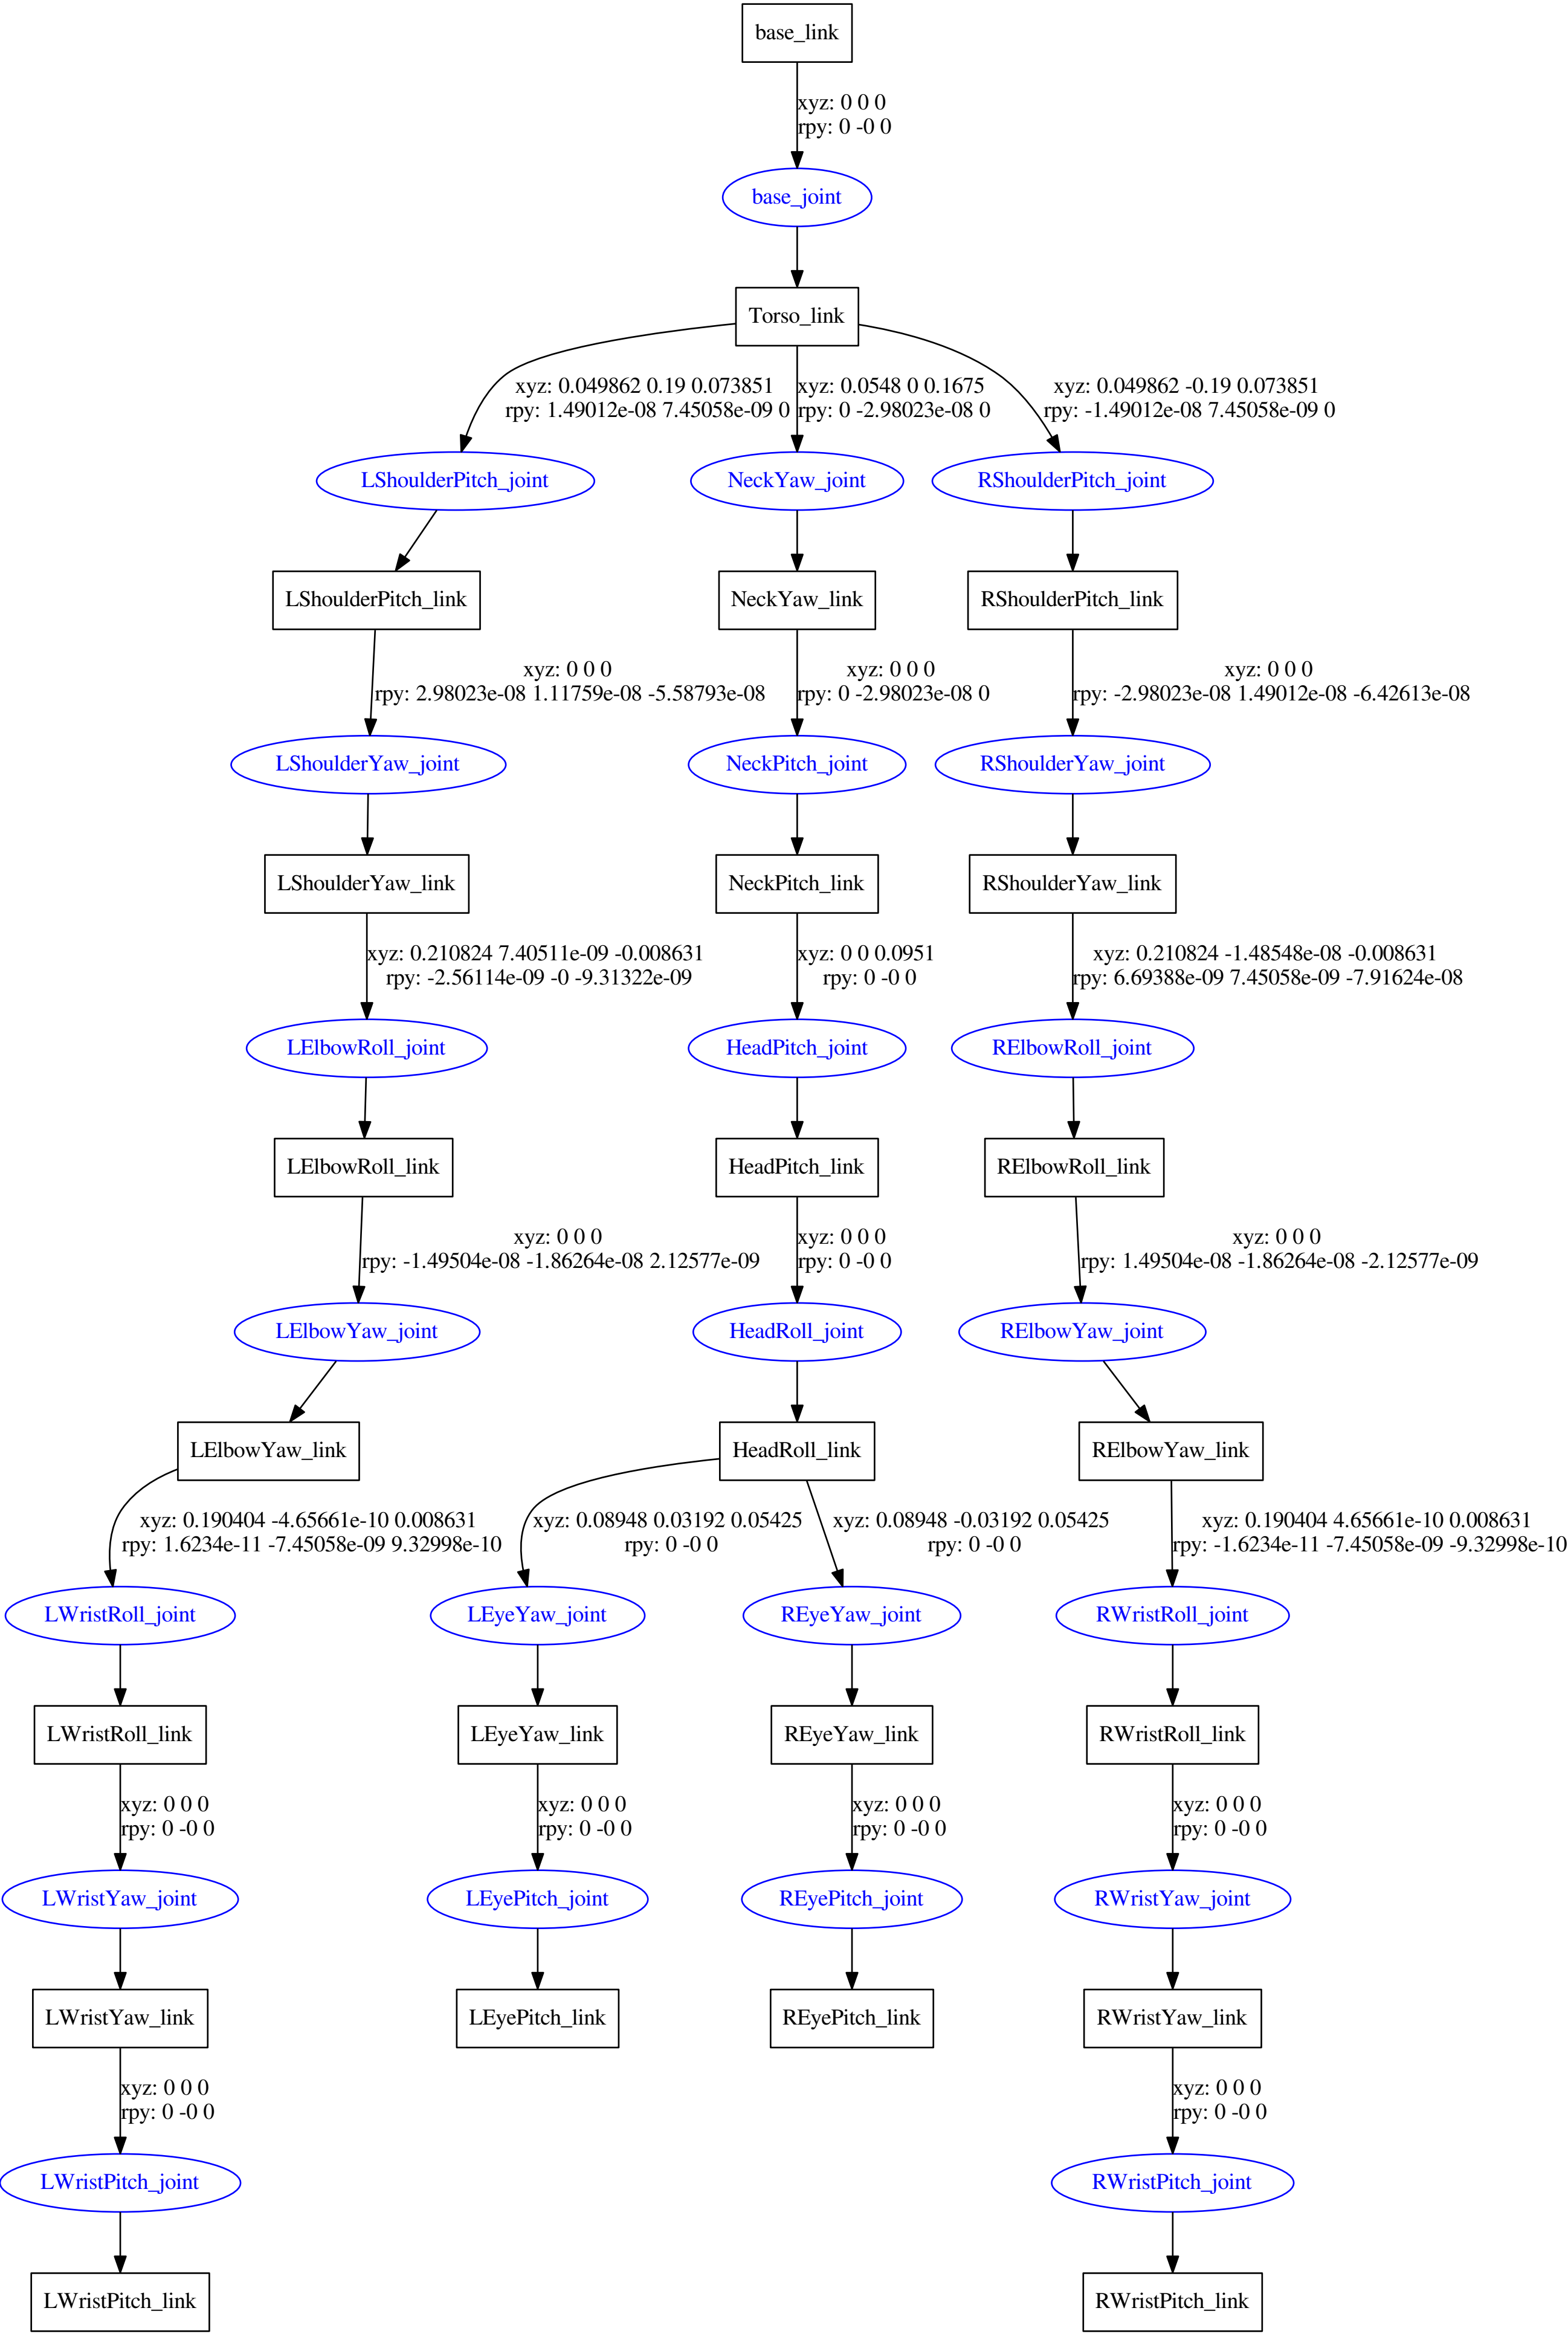 base_link
xyz: 0 0 0
rpy: 0 -0 0
base_joint
Torso_link
xyz: 0.049862 0.19 0.073851
rpy: 1.49012e-08 7.45058e-09 0
xyz: 0.0548 0 0.1675
rpy: 0 -2.98023e-08 0
xyz: 0.049862 -0.19 0.073851
rpy: -1.49012e-08 7.45058e-09 0
LShoulderPitch_joint
NeckYaw_joint
RShoulderPitch_joint
LShoulderPitch_link
NeckYaw_link
RShoulderPitch_link
xyz: 0 0 0
rpy: 2.98023e-08 1.11759e-08 -5.58793e-08
xyz: 0 0 0
rpy: 0 -2.98023e-08 0
xyz: 0 0 0
rpy: -2.98023e-08 1.49012e-08 -6.42613e-08
LShoulderYaw_joint
NeckPitch_joint
RShoulderYaw_joint
LShoulderYaw_link
NeckPitch_link
RShoulderYaw_link
xyz: 0.210824 7.40511e-09 -0.008631
rpy: -2.56114e-09 -0 -9.31322e-09
xyz: 0 0 0.0951
rpy: 0 -0 0
xyz: 0.210824 -1.48548e-08 -0.008631
rpy: 6.69388e-09 7.45058e-09 -7.91624e-08
LElbowRoll_joint
HeadPitch_joint
RElbowRoll_joint
LElbowRoll_link
HeadPitch_link
RElbowRoll_link
xyz: 0 0 0
rpy: -1.49504e-08 -1.86264e-08 2.12577e-09
xyz: 0 0 0
rpy: 0 -0 0
xyz: 0 0 0
rpy: 1.49504e-08 -1.86264e-08 -2.12577e-09
LElbowYaw_joint
HeadRoll_joint
RElbowYaw_joint
LElbowYaw_link
HeadRoll_link
RElbowYaw_link
xyz: 0.190404 -4.65661e-10 0.008631
rpy: 1.6234e-11 -7.45058e-09 9.32998e-10
xyz: 0.08948 0.03192 0.05425
rpy: 0 -0 0
xyz: 0.08948 -0.03192 0.05425
rpy: 0 -0 0
xyz: 0.190404 4.65661e-10 0.008631
rpy: -1.6234e-11 -7.45058e-09 -9.32998e-10
LWristRoll_joint
LEyeYaw_joint
REyeYaw_joint
RWristRoll_joint
LWristRoll_link
LEyeYaw_link
REyeYaw_link
RWristRoll_link
xyz: 0 0 0
rpy: 0 -0 0
xyz: 0 0 0
rpy: 0 -0 0
xyz: 0 0 0
rpy: 0 -0 0
xyz: 0 0 0
rpy: 0 -0 0
LWristYaw_joint
LEyePitch_joint
REyePitch_joint
RWristYaw_joint
LWristYaw_link
LEyePitch_link
REyePitch_link
RWristYaw_link
xyz: 0 0 0
rpy: 0 -0 0
xyz: 0 0 0
rpy: 0 -0 0
LWristPitch_joint
RWristPitch_joint
LWristPitch_link
RWristPitch_link